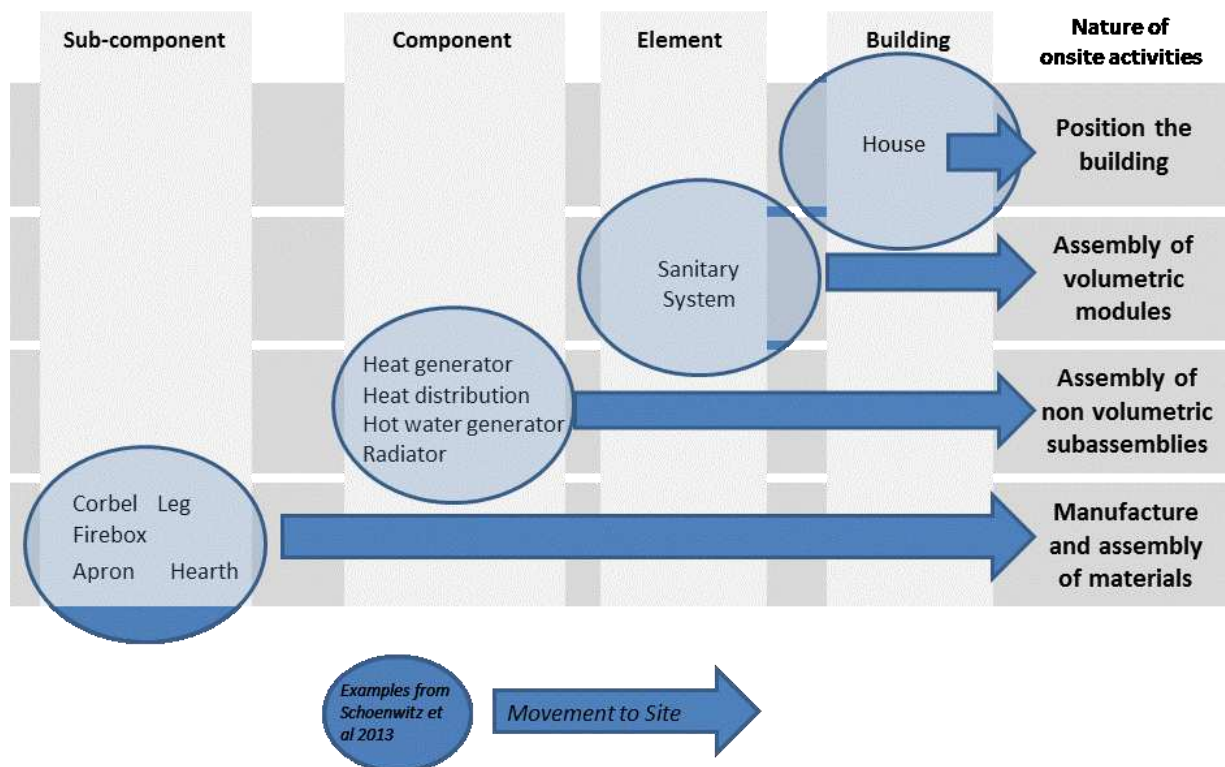 Sub-component
Component
Element
Building
Nature of
onsite activities
House
Position the
building
Sanitary
System
Assembly of
volumetric
modules
Heat generator
Heat distribution
Hot water generator
Radiator
Assembly of
non volumetric
subassemblies
Corbel Leg
Firebox
Apron Hearth
Manufacture
and assembly
of materials
Examples from
Schoenwitz et
al 2013
Movement to Site